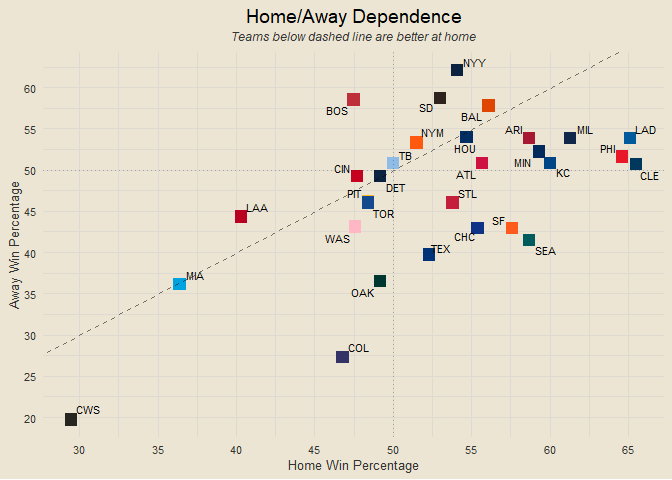 Home/Away Dependence
Teams below dashed line are better at home
Away Win Percentage
60
55
50
45
40
35
30
25
20
NYY
BOS
SD
BAL
NYM
HOU
ARI
MIL
LAD
TB
ATL
MIN
KC
PHI
CLE
CIN
DET
PIT
TOR
STL
LAA
WAS
CHC
SF
SEA
TEX
MIA
OAK
COL
CWS
30
35
40
45
50
55
60
65
Home Win Percentage